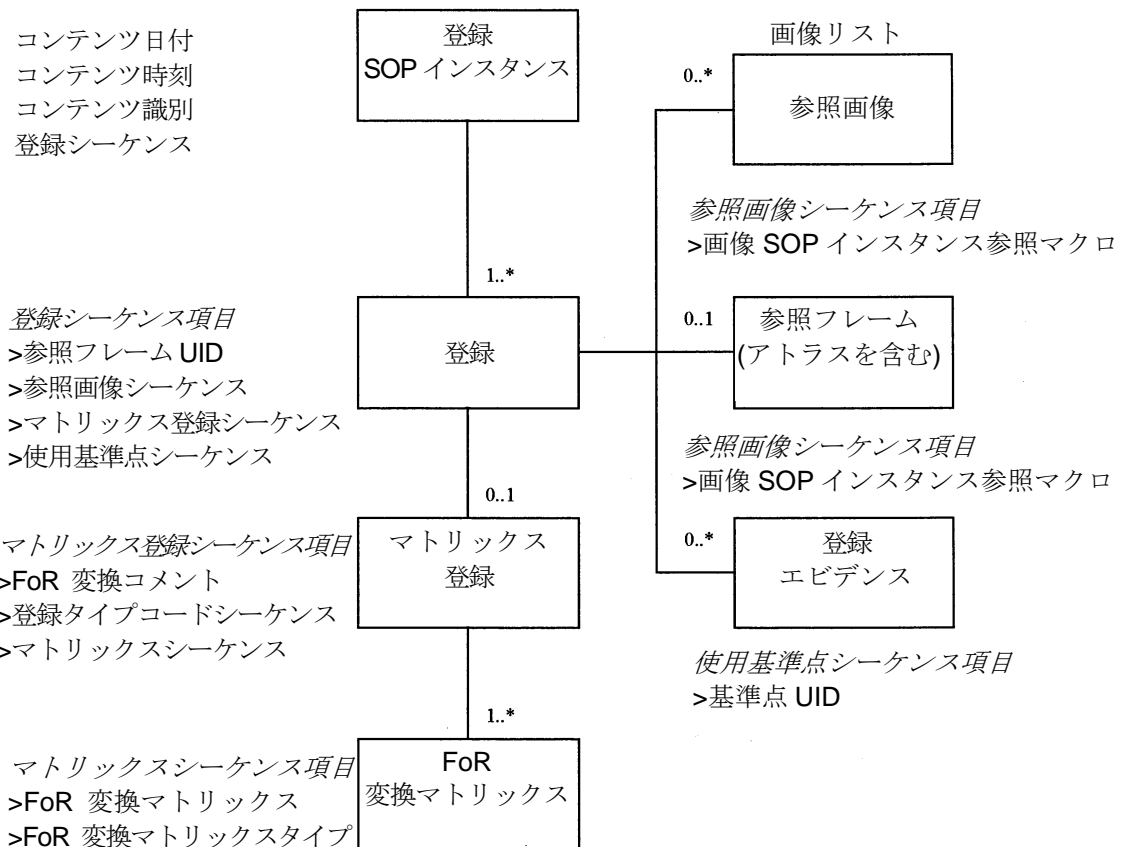 コンテンツ日付
コンテンツ時刻
コンテンツ識別
登録シーケンス
登録
SOP インスタンス
画像リスト
0..*
参照画像
参照画像シーケンス項目
>画像 SOP インスタンス参照マクロ
1..*
登録シーケンス項目
>参照フレーム UID
>参照画像シーケンス
>マトリックス登録シーケンス
>使用基準点シーケンス
登録
0..1
参照フレーム
(アトラスを含む)
参照画像シーケンス項目
>画像 SOP インスタンス参照マクロ
0..1
マトリックス登録シーケンス項目
>FoR 変換コメント
>登録タイプコードシーケンス
>マトリックスシーケンス
マトリックス
登録
0..*
登録
エビデンス
使用基準点シーケンス項目
>基準点 UID
1..*
マトリックスシーケンス項目
>FoR 変換マトリックス
>FoR 変換マトリックスタイプ
FoR
変換マトリックス